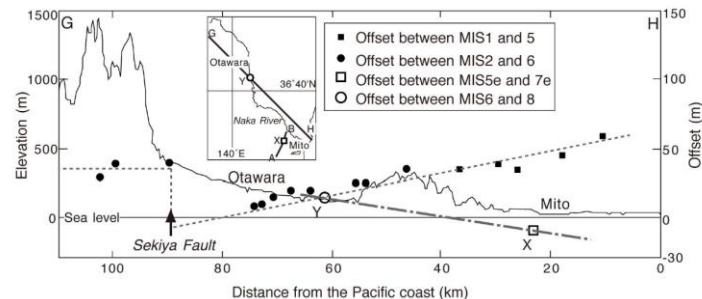 G
H
1500
1000
500
0
Elevation (m)
150
100
50
0
-30
Offset (m)
G
Otawara
Y
36°40'N
Naka River
B
H
X
Mito
A
140°E
Offset between MIS1 and 5
Offset between MIS2 and 6
Offset between MIS5e and 7e
Offset between MIS6 and 8
Otawara
Mito
Sea level
Y
X
Sekiya Fault
100
80
60
40
20
0
Distance from the Pacific coast (km)